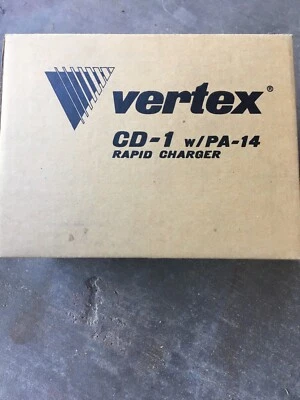 vertex®
CD-1 w/PA-14
RAPID CHARGER